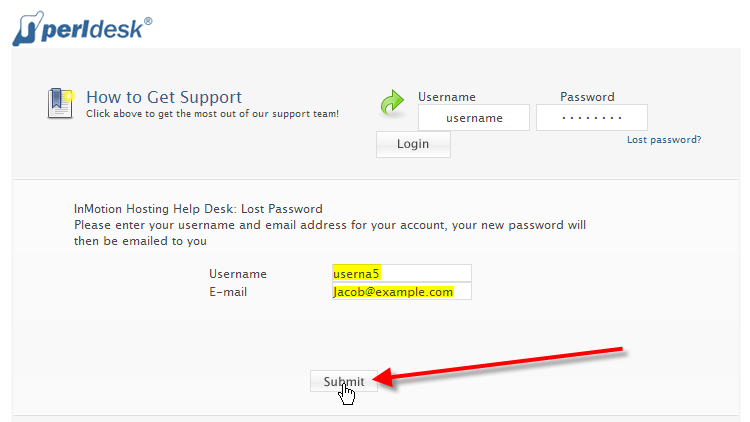 perldesk®
How to Get Support
Click above to get the most out of our support team!
Username Password
username ········
Lost password?
Login
InMotion Hosting Help Desk: Lost Password
Please enter your username and email address for your account, your new password will
then be emailed to you
Username userna5
E-mail Jacob@example.com
Submit